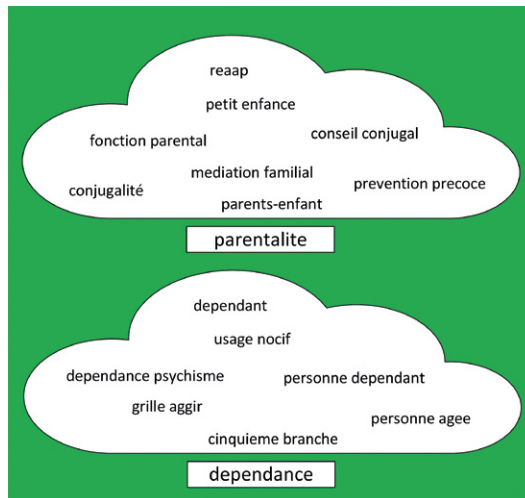 reaap
petit enfance
fonction parental
conseil conjugal
mediation familial
conjugalité
prevention precoce
parents-enfant
parentalite
dependant
usage nocif
dependance psychisme
personne dependant
grille aggir
personne agee
cinquieme branche
dependance